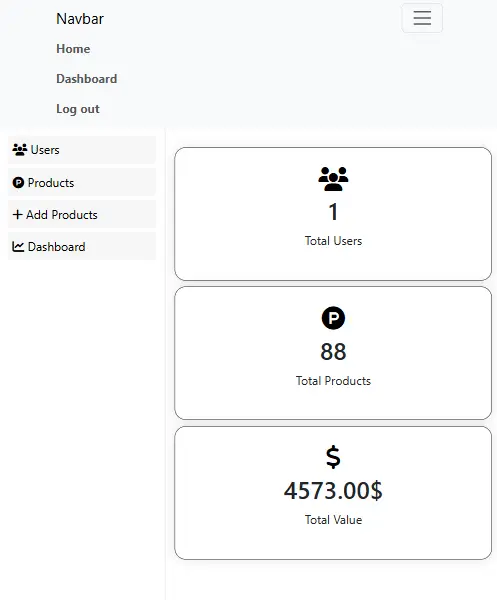 Navbar
Home
Dashboard
Log out
Users
Products
Add Products
Dashboard
1
Total Users
P
88
Total Products
$
4573.00$
Total Value